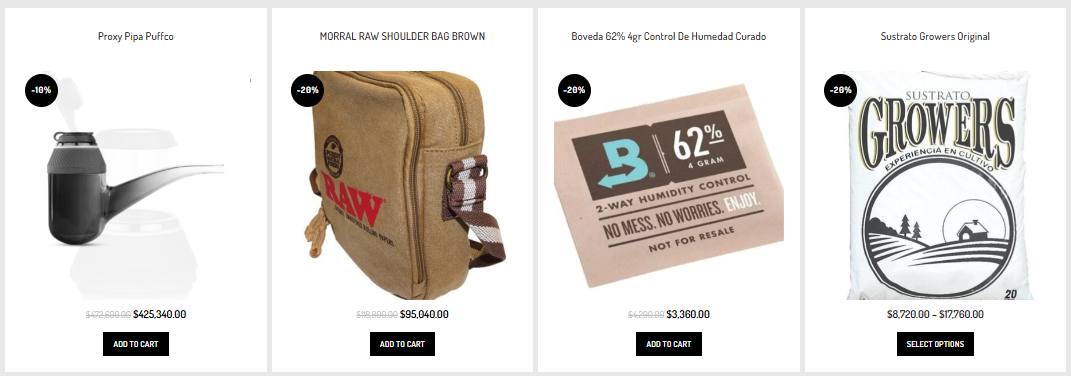 Proxy Pipa Puffco
-10%
$472,600.00 $425,340.00
ADD TO CART
MORRAL RAW SHOULDER BAG BROWN
-20%
RAW
$118,800.00 $95,040.00
ADD TO CART
Boveda 62% 4gr Control De Humedad Curado
-20%
B
®
62%
4 GRAM
2-WAY HUMIDITY CONTROL
NO MESS. NO WORRIES. ENJOY.
NOT FOR RESALE
$4,200.00 $3,360.00
ADD TO CART
Sustrato Growers Original
-20%
SUSTRATO
GROWERS
EXPERIENCIA EN CULTIVO
20
$8,720.00 – $17,760.00
SELECT OPTIONS